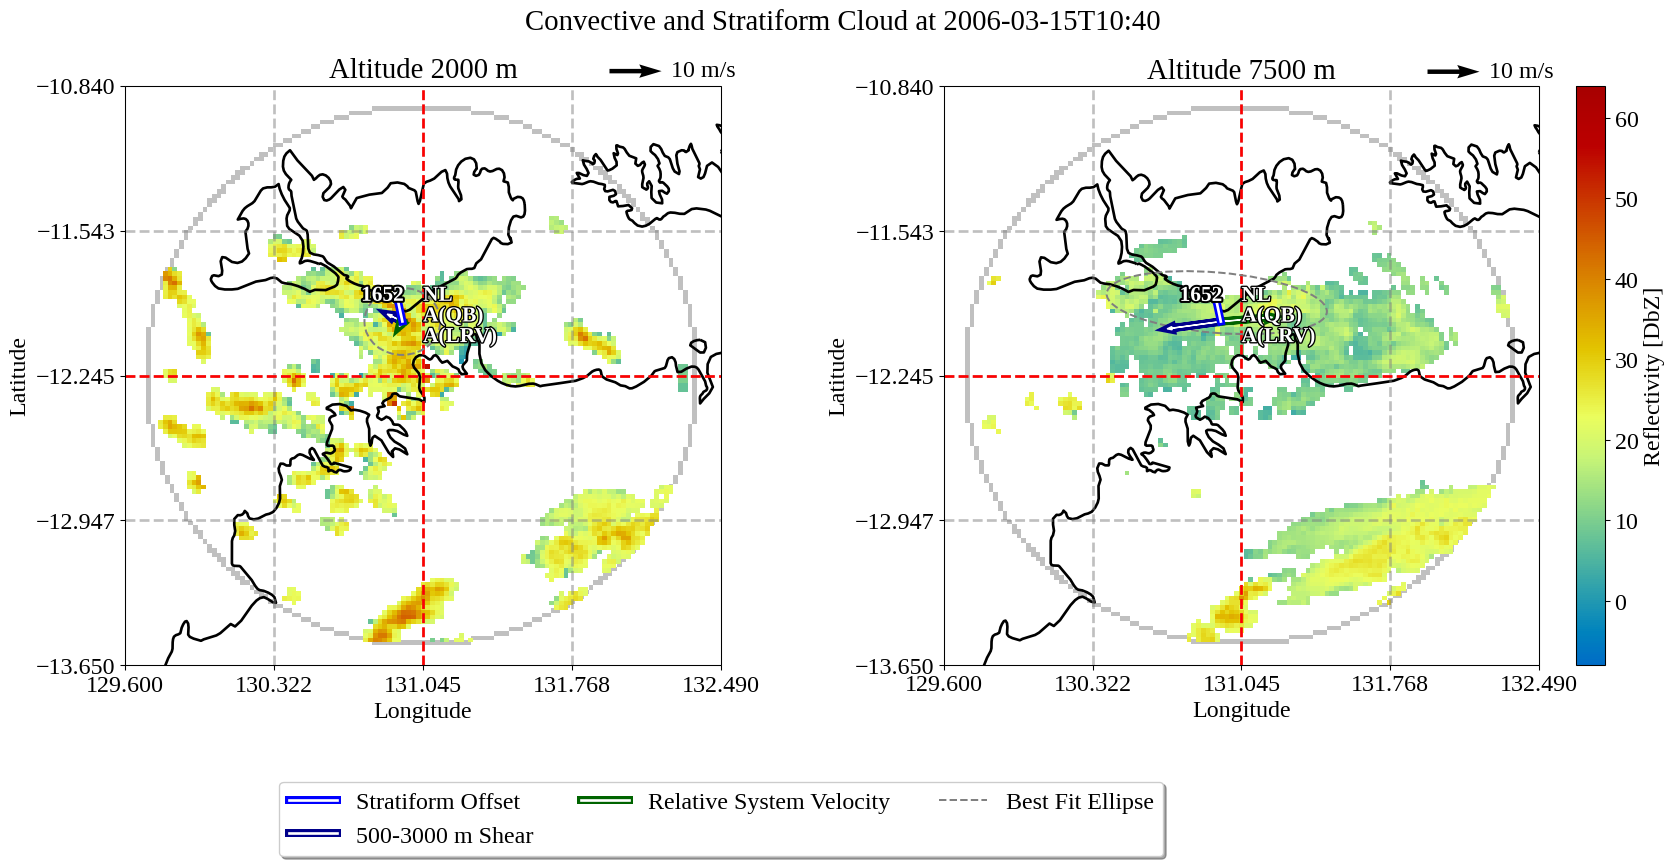 Convective and Stratiform Cloud at 2006-03-15T10:40
Altitude 2000 m
10 m/s
−10.840
−11.543
−12.245
−12.947
−13.650
Latitude
1652
NL
A(QB)
A(LRV)
129.600
130.322
131.045
131.768
132.490
Longitude
Altitude 7500 m
10 m/s
−10.840
−11.543
−12.245
−12.947
−13.650
Latitude
1652
NL
A(QB)
A(LRV)
129.600
130.322
131.045
131.768
132.490
Longitude
60
50
40
30
20
10
0
Reflectivity [DbZ]
Stratiform Offset
Relative System Velocity
Best Fit Ellipse
500-3000 m Shear